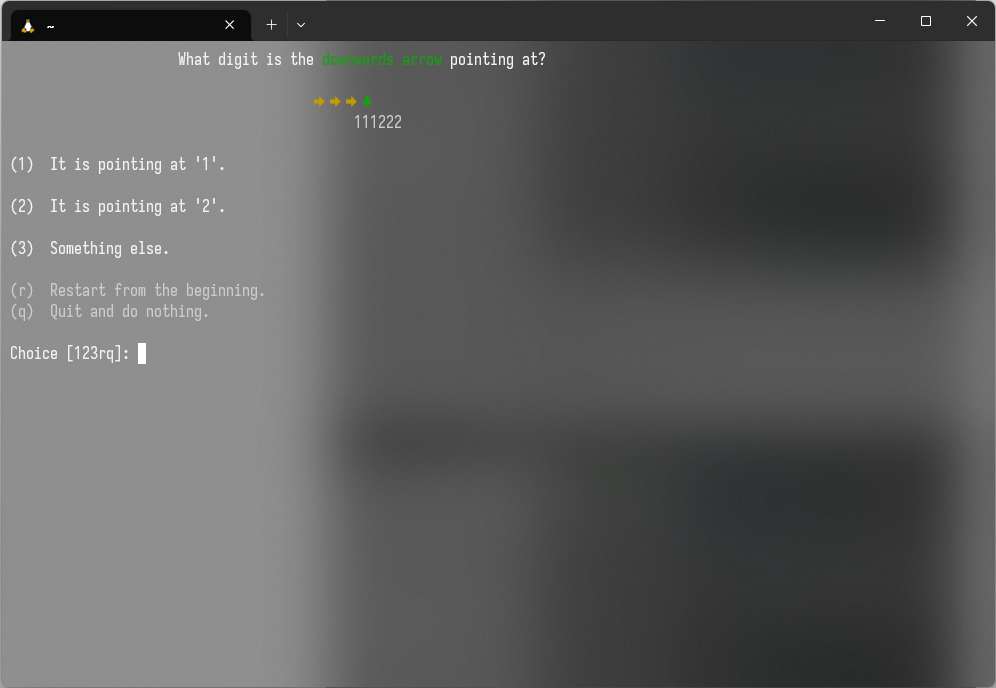 ~
What digit is the downwards arrow pointing at?
111222
(1) It is pointing at '1'.
(2) It is pointing at '2'.
(3) Something else.
(r) Restart from the beginning.
(q) Quit and do nothing.
Choice [123rq]: